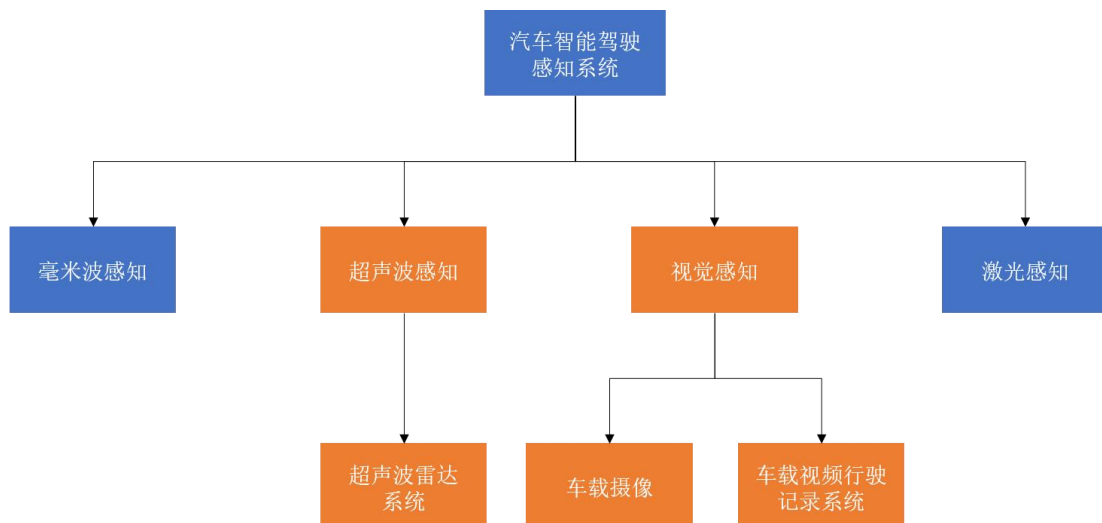 汽车智能驾驶
感知系统
毫米波感知
超声波感知
视觉感知
激光感知
超声波雷达
系统
车载摄像
车载视频行驶
记录系统